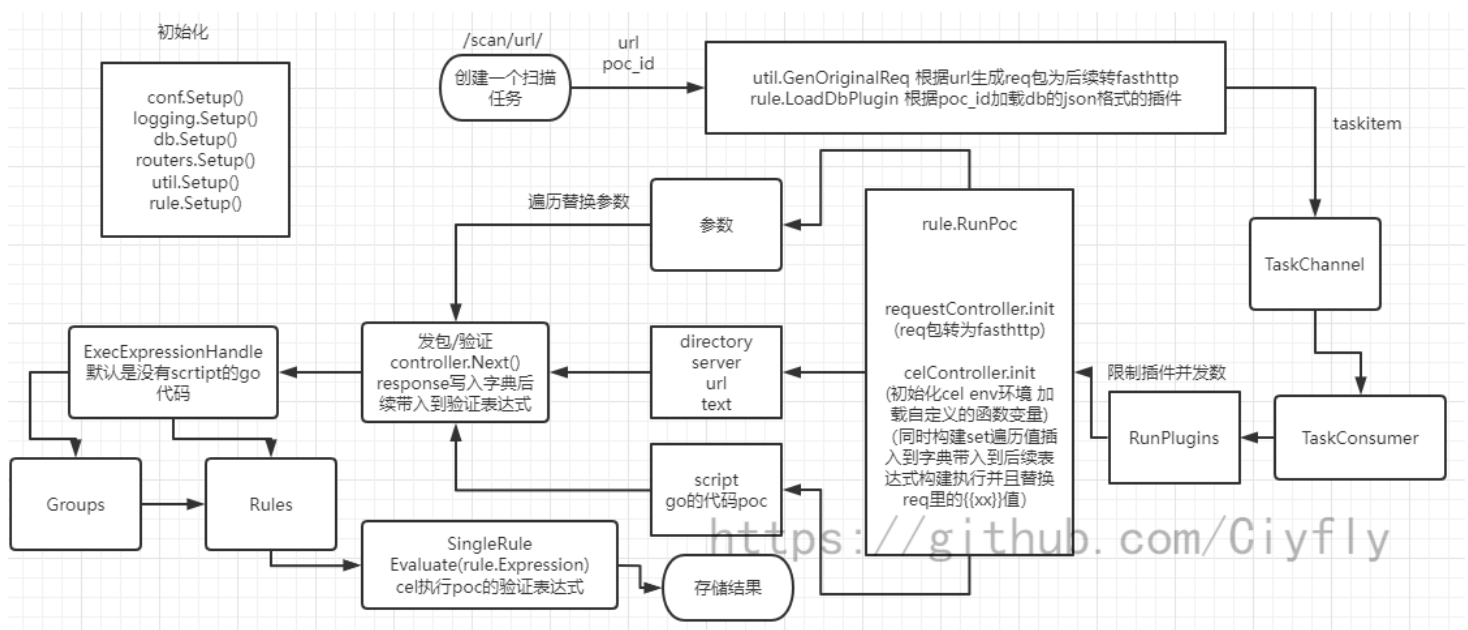 初始化
conf.Setup()
logging.Setup()
db.Setup()
routers.Setup()
util.Setup()
rule.Setup()
/scan/url/
创建一个扫描
任务
url
poc_id
util.GenOriginalReq 根据url生成req包为后续转fasthttp
rule.LoadDbPlugin 根据poc_id加载db的json格式的插件
taskitem
TaskChannel
TaskConsumer
限制插件并发数
RunPlugins
rule.RunPoc
requestController.init
(req包转为fasthttp)
celController.init
(初始化cel env环境 加
载自定义的函数变量)
(同时构建set遍历值插
入到字典带入到后续表
达式构建执行并且替换
req里的{{xx}}值)
参数
遍历替换参数
directory
server
url
text
script
go的代码poc
发包/验证
controller.Next()
response写入字典后
续带入到验证表达式
ExecExpressionHandle
默认是没有scrtipt的go
代码
Groups
Rules
SingleRule
Evaluate(rule.Expression)
cel执行poc的验证表达式
存储结果
https://github.com/Ciyfly